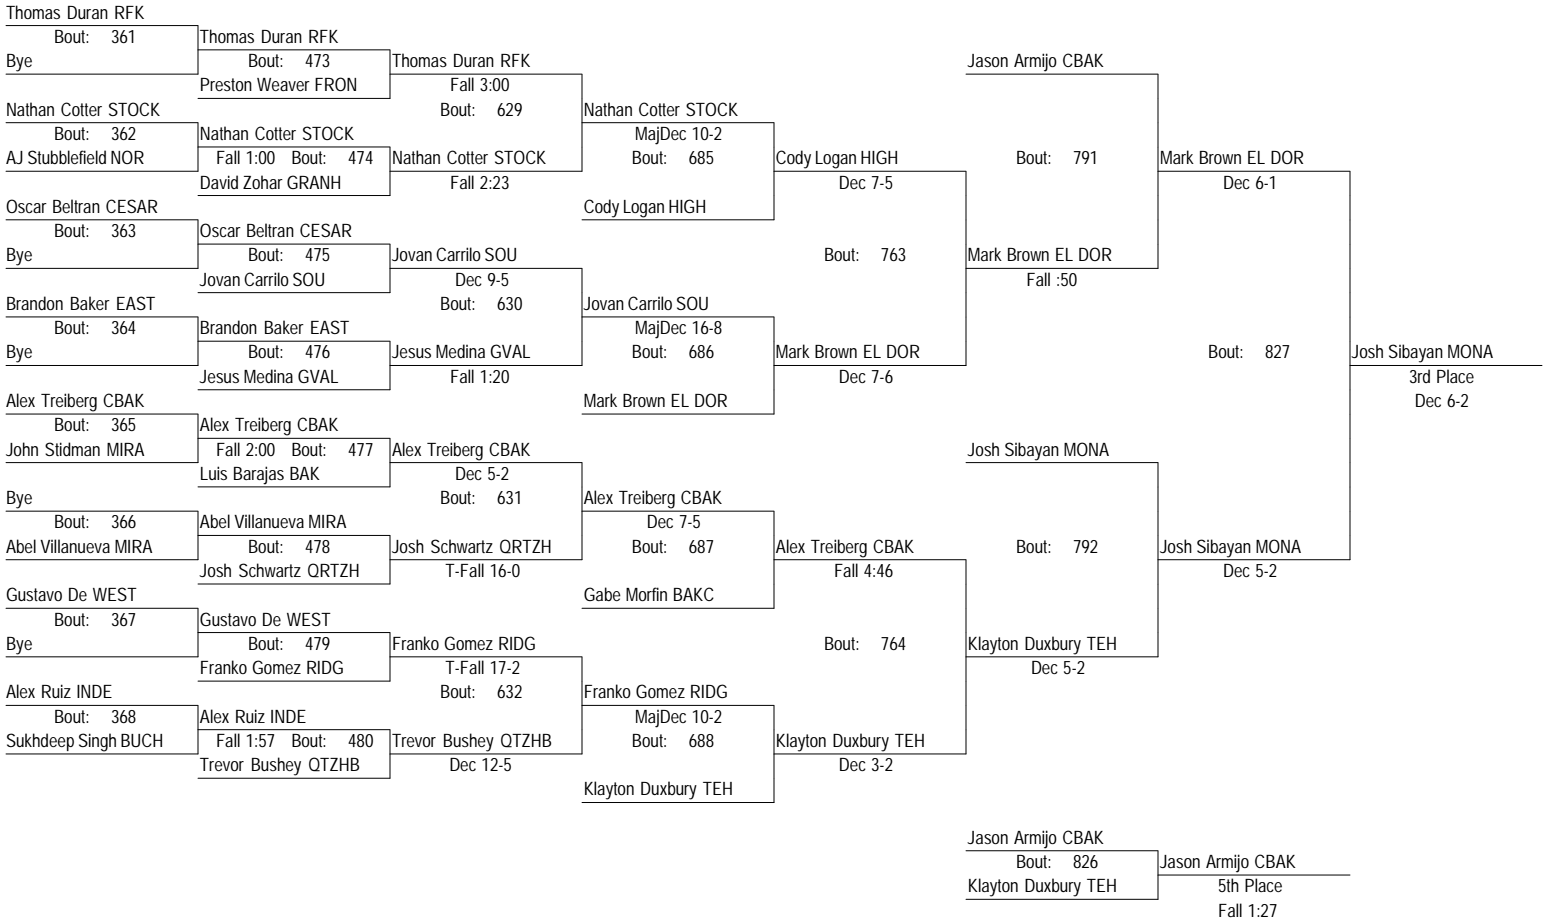 Thomas Duran RFK
Bout: 361
Bye
Nathan Cotter STOCK
Bout: 362
AJ Stubblefield NOR
Oscar Beltran CESAR
Bout: 363
Bye
Brandon Baker EAST
Bout: 364
Bye
Alex Treiberg CBAK
Bout: 365
John Stidman MIRA
Bye
Bout: 366
Abel Villanueva MIRA
Gustavo De WEST
Bout: 367
Bye
Alex Ruiz INDE
Bout: 368
Sukhdeep Singh BUCH
Thomas Duran RFK
Bout: 473
Preston Weaver FRON
Nathan Cotter STOCK
Fall 1:00 Bout: 474
David Zohar GRANH
Oscar Beltran CESAR
Bout: 475
Jovan Carrilo SOU
Brandon Baker EAST
Bout: 476
Jesus Medina GVAL
Alex Treiberg CBAK
Fall 2:00 Bout: 477
Luis Barajas BAK
Abel Villanueva MIRA
Bout: 478
Josh Schwartz QRTZH
Gustavo De WEST
Bout: 479
Franko Gomez RIDG
Alex Ruiz INDE
Fall 1:57 Bout: 480
Trevor Bushey QTZHB
Thomas Duran RFK
Fall 3:00
Bout: 629
Nathan Cotter STOCK
Fall 2:23
Jovan Carrilo SOU
Dec 9-5
Bout: 630
Jesus Medina GVAL
Fall 1:20
Alex Treiberg CBAK
Dec 5-2
Bout: 631
Josh Schwartz QRTZH
T-Fall 16-0
Franko Gomez RIDG
T-Fall 17-2
Bout: 632
Trevor Bushey QTZHB
Dec 12-5
Nathan Cotter STOCK
MajDec 10-2
Bout: 685
Cody Logan HIGH
Jovan Carrilo SOU
MajDec 16-8
Bout: 686
Mark Brown EL DOR
Alex Treiberg CBAK
Dec 7-5
Bout: 687
Gabe Morfin BAKC
Franko Gomez RIDG
MajDec 10-2
Bout: 688
Klayton Duxbury TEH
Cody Logan HIGH
Dec 7-5
Bout: 763
Mark Brown EL DOR
Dec 7-6
Alex Treiberg CBAK
Fall 4:46
Bout: 764
Klayton Duxbury TEH
Dec 3-2
Jason Armijo CBAK
Bout: 791
Mark Brown EL DOR
Fall :50
Josh Sibayan MONA
Bout: 792
Klayton Duxbury TEH
Dec 5-2
Mark Brown EL DOR
Dec 6-1
Bout: 827
Josh Sibayan MONA
Dec 5-2
Josh Sibayan MONA
3rd Place
Dec 6-2
Jason Armijo CBAK
Bout: 826
Klayton Duxbury TEH
Jason Armijo CBAK
5th Place
Fall 1:27